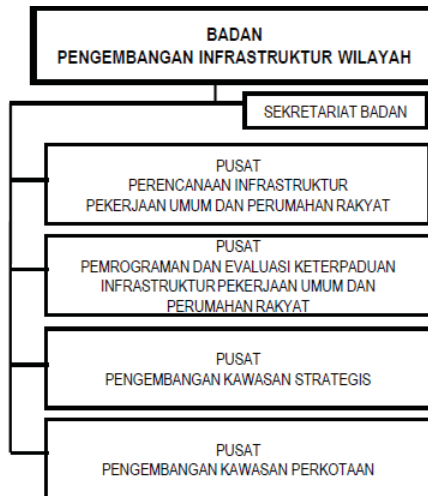 BADAN
PENGEMBANGAN INFRASTRUKTUR WILAYAH
SEKRETARIAT BADAN
PUSAT
PERENCANAAN INFRASTRUKTUR
PEKERJAAN UMUM DAN PERUMAHAN RAKYAT
PUSAT
PEMROGRAMAN DAN EVALUASI KETERPADUAN
INFRASTRUKTUR PEKERJAAN UMUM DAN
PERUMAHAN RAKYAT
PUSAT
PENGEMBANGAN KAWASAN STRATEGIS
PUSAT
PENGEMBANGAN KAWASAN PERKOTAAN